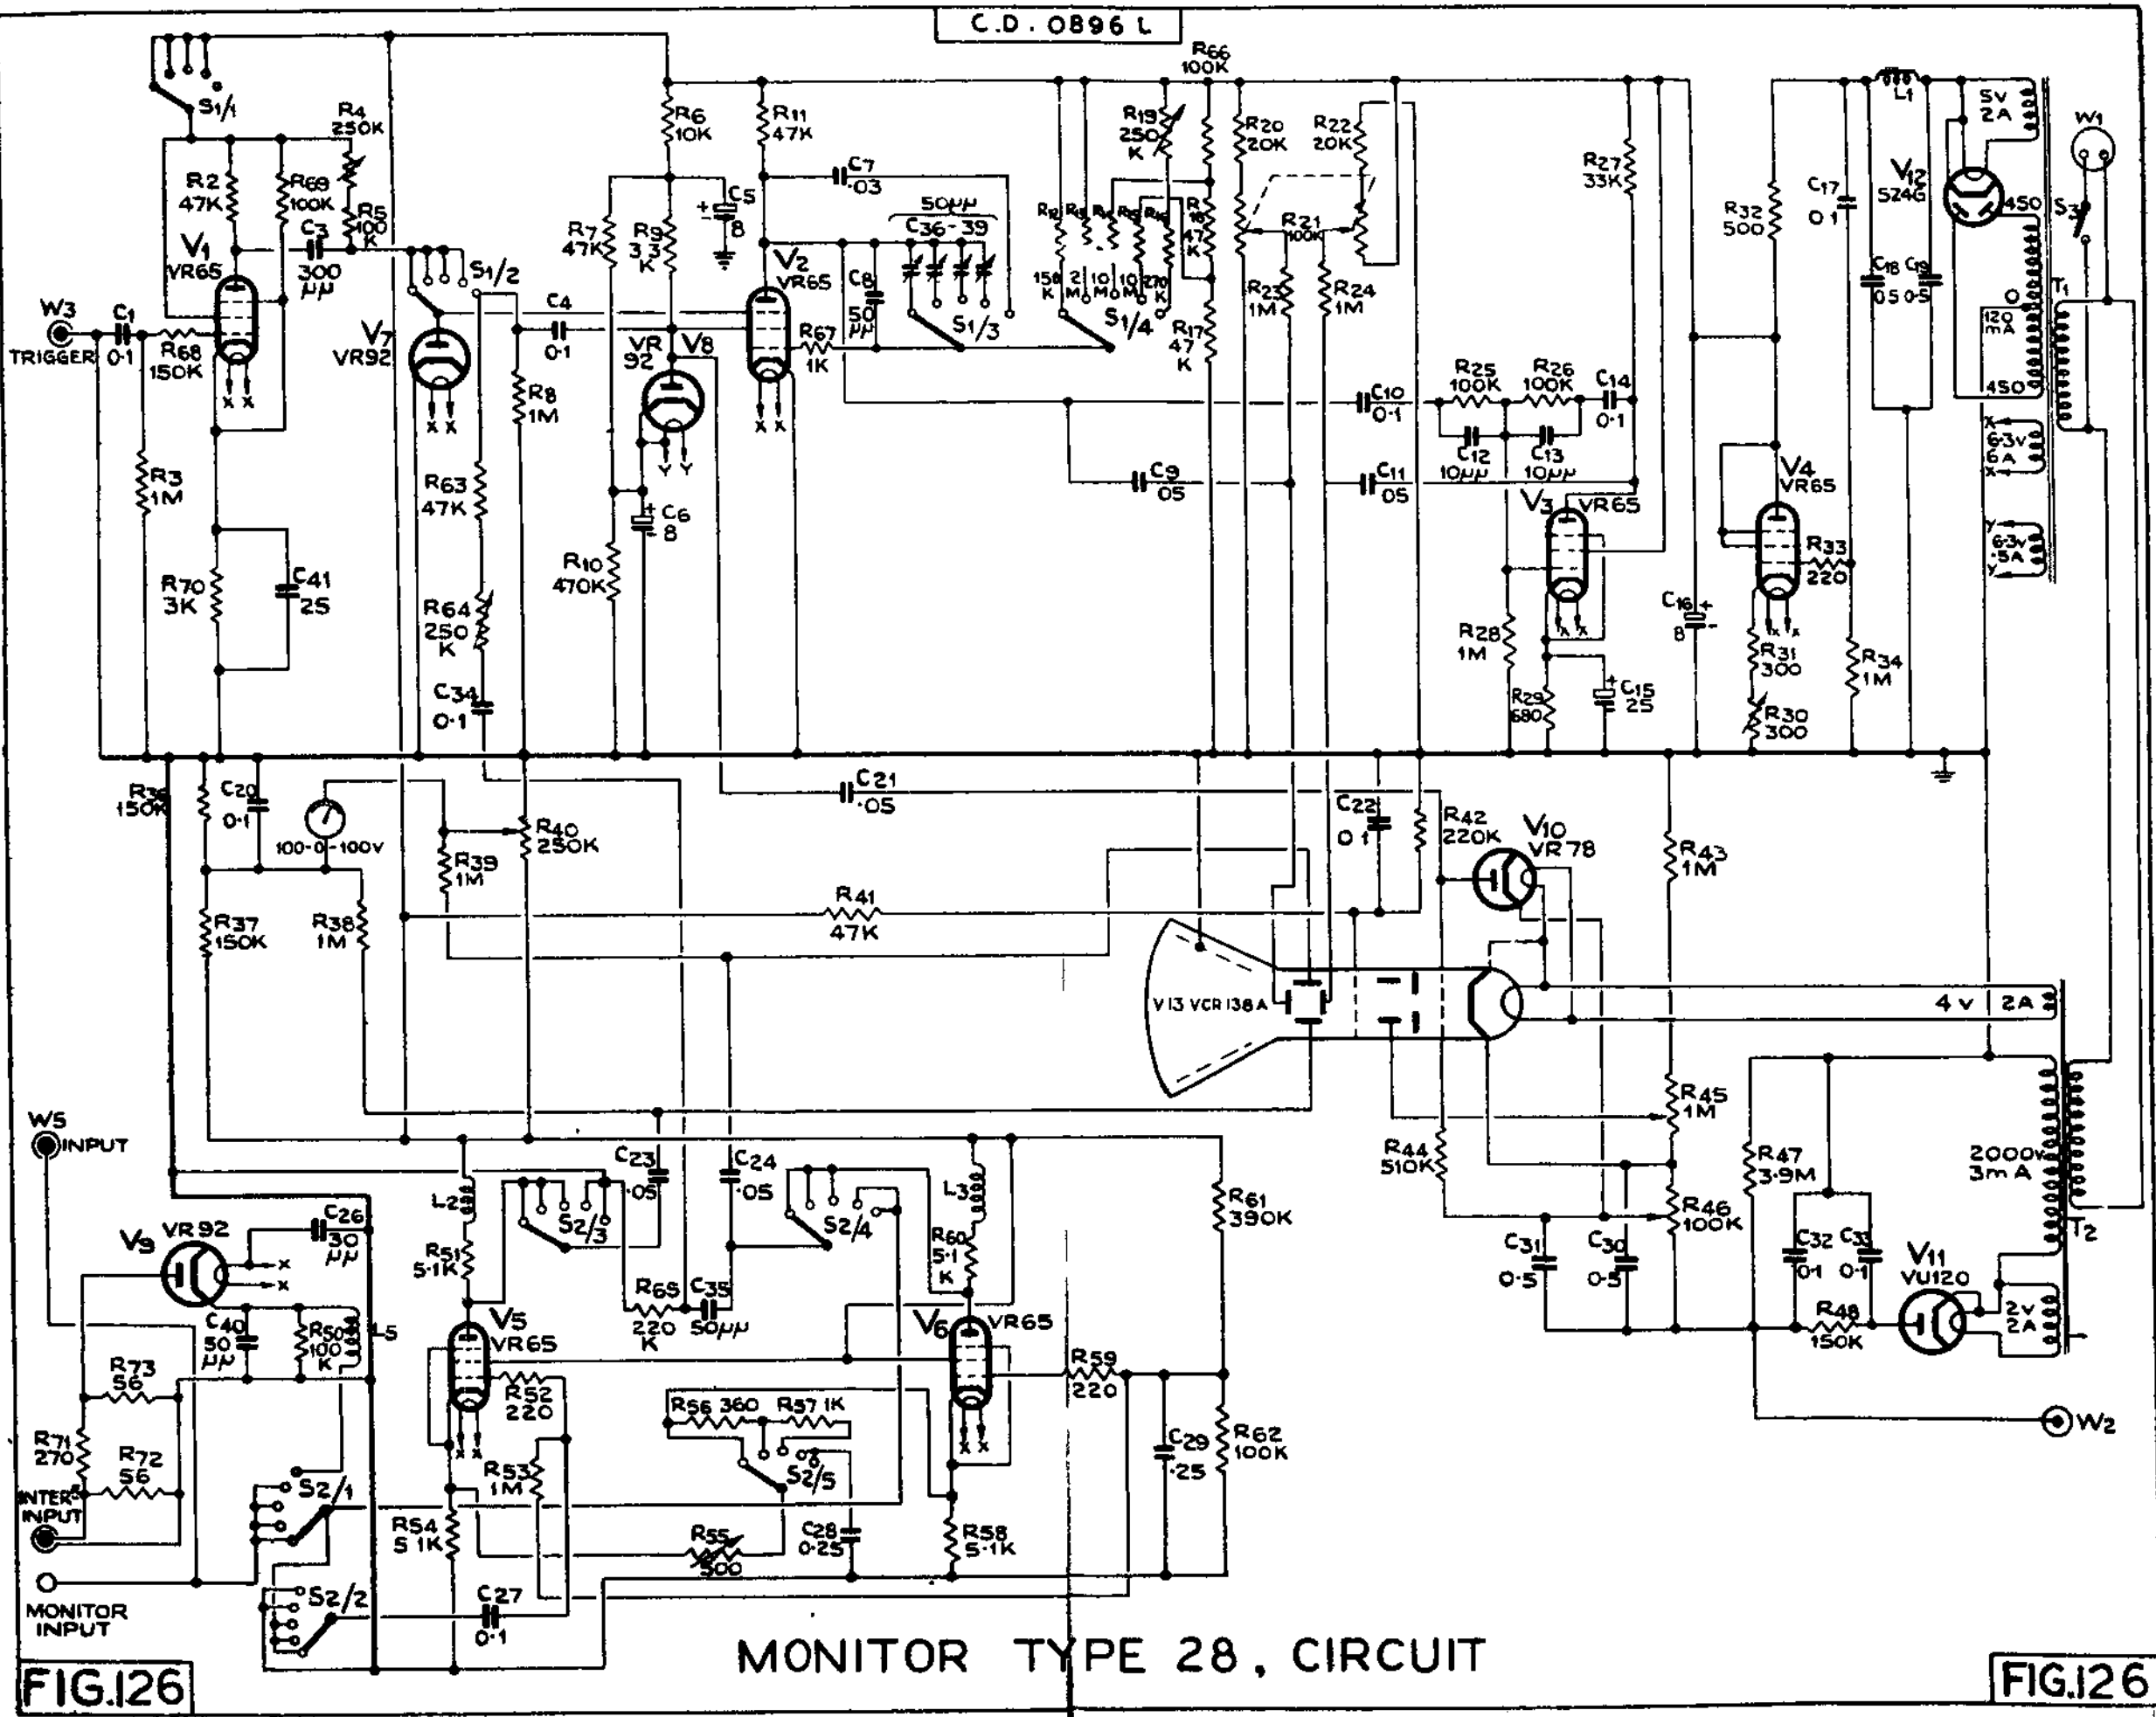 C.D. 0896 L
S1/1
R4
250K
R2
47K
R69
100K
R5
100
K
C3
300
µµ
V1
VR65
W3
TRIGGER
C1
0·1
R68
150K
X X
R3
1M
R70
3K
C41
25
S1/2
V7
VR92
X X
R63
47K
R64
250
K
C34
0·1
R8
1M
C4
0·1
R6
10K
R7
47K
R9
3·3
K
C5
+
-
8
VR
92
V8
Y Y
C6
+
-
8
R10
470K
R11
47K
C7
·03
V2
VR65
X X
R67
1K
C8
50
µµ
50µµ
C36-39
S1/3
R12
R13
R14
R15
R16
150
K
2
M
10
M
10
M
270
K
S1/4
R19
250
K
R66
100K
R18
47
K
R17
47
K
R20
20K
R22
20K
R21
100K
R23
1M
R24
1M
C10
0·1
C9
05
C11
05
R25
100K
R26
100K
C14
0·1
C12
10µµ
C13
10µµ
R27
33K
V3
VR65
X X
R28
1M
R29
680
C15
+
25
C16
+
-
8
R32
500
V4
VR65
R33
220
X X
R31
300
R30
300
R34
1M
C17
0·1
L1
C18
0·5
C19
0·5
V12
5Z4G
5V
2A
450
0
120
mA
450
T1
W1
S3
X
6·3V
6A
X
Y
6·3V
·5A
Y
R36
150K
C20
0·1
100-0-100V
R37
150K
R38
1M
R39
1M
R40
250K
C21
·05
R41
47K
C22
0·1
R42
220K
V10
VR78
R43
1M
V13 VCR138A
4V 2A
R45
1M
R44
510K
R46
100K
C31
0·5
C30
0·5
R47
3·9M
C32
0·1
C33
0·1
V11
VU120
R48
150K
2000V
3mA
2V
2A
T2
W2
W5
INPUT
V9
VR92
C26
30
µµ
X
X
C40
50
µµ
R50
100
K
L5
R73
56
R71
270
R72
56
INTER
INPUT
MONITOR
INPUT
S2/1
S2/2
C27
0·1
L2
R51
5·1K
V5
VR65
R52
220
X X
R53
1M
R54
5·1K
S2/3
C23
·05
C24
·05
R65
220
K
C35
50µµ
S2/4
L3
R60
5·1
K
V6
VR65
X X
R59
220
R56 360
R57 1K
S2/5
R55
500
C28
0·25
R58
5·1K
C29
·25
R61
390K
R62
100K
MONITOR TYPE 28, CIRCUIT
FIG.126
FIG.126